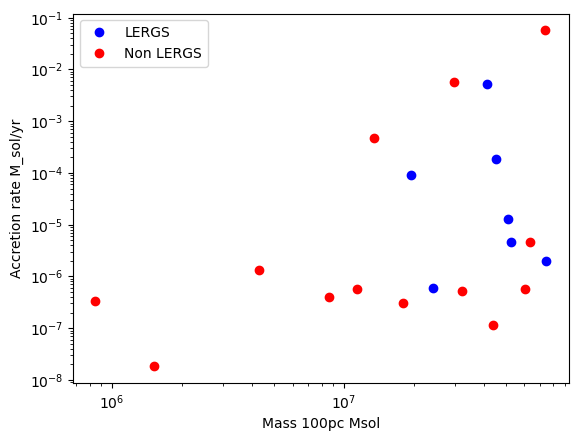 LERGS
Non LERGS
Accretion rate M_sol/yr
10⁻¹
10⁻²
10⁻³
10⁻⁴
10⁻⁵
10⁻⁶
10⁻⁷
10⁻⁸
10⁶
10⁷
Mass 100pc Msol